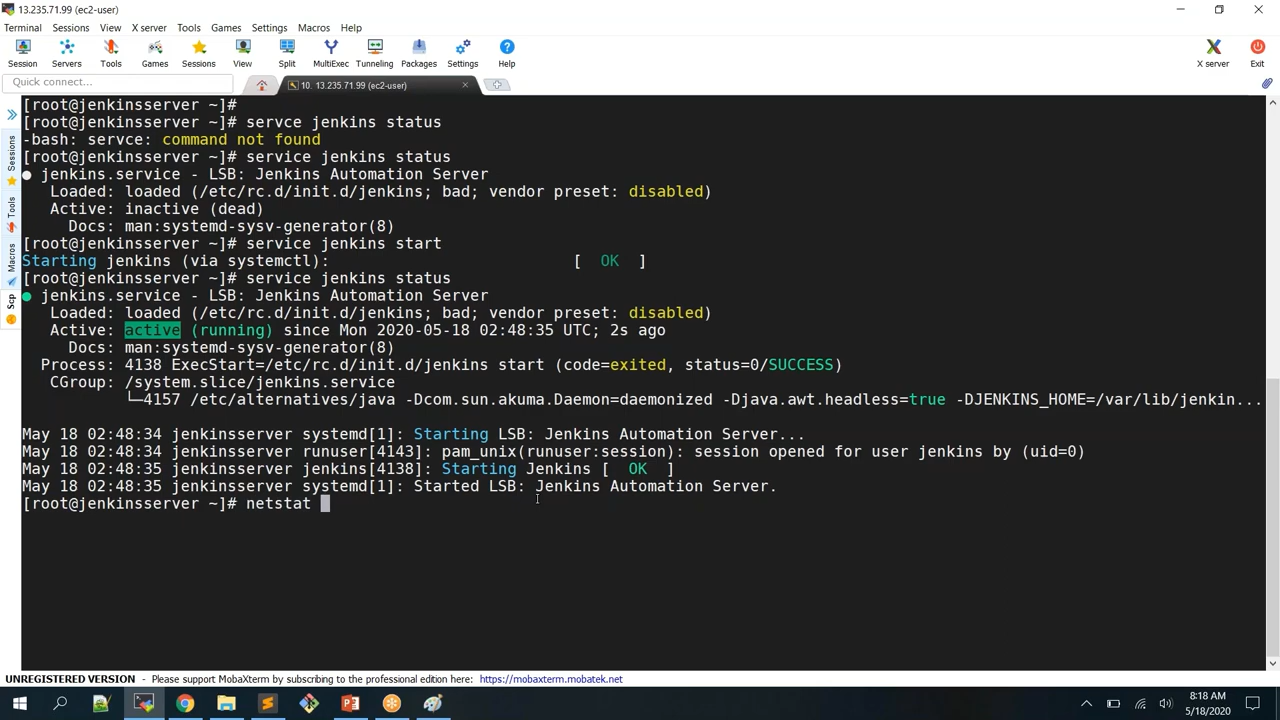 13.235.71.99 (ec2-user)
Terminal Sessions View X server Tools Games Settings Macros Help
Session Servers Tools Games Sessions View Split MultiExec Tunneling Packages Settings Help X server Exit
Quick connect...
10. 13.235.71.99 (ec2-user)
Sessions
Tools
Macros
Scp
[root@jenkinsserver ~]#
[root@jenkinsserver ~]# servce jenkins status
-bash: servce: command not found
[root@jenkinsserver ~]# service jenkins status
● jenkins.service - LSB: Jenkins Automation Server
Loaded: loaded (/etc/rc.d/init.d/jenkins; bad; vendor preset: disabled)
Active: inactive (dead)
Docs: man:systemd-sysv-generator(8)
[root@jenkinsserver ~]# service jenkins start
Starting jenkins (via systemctl): [ OK ]
[root@jenkinsserver ~]# service jenkins status
● jenkins.service - LSB: Jenkins Automation Server
Loaded: loaded (/etc/rc.d/init.d/jenkins; bad; vendor preset: disabled)
Active: active (running) since Mon 2020-05-18 02:48:35 UTC; 2s ago
Docs: man:systemd-sysv-generator(8)
Process: 4138 ExecStart=/etc/rc.d/init.d/jenkins start (code=exited, status=0/SUCCESS)
CGroup: /system.slice/jenkins.service
└─4157 /etc/alternatives/java -Dcom.sun.akuma.Daemon=daemonized -Djava.awt.headless=true -DJENKINS_HOME=/var/lib/jenkin...
May 18 02:48:34 jenkinsserver systemd[1]: Starting LSB: Jenkins Automation Server...
May 18 02:48:34 jenkinsserver runuser[4143]: pam_unix(runuser:session): session opened for user jenkins by (uid=0)
May 18 02:48:35 jenkinsserver jenkins[4138]: Starting Jenkins [ OK ]
May 18 02:48:35 jenkinsserver systemd[1]: Started LSB: Jenkins Automation Server.
[root@jenkinsserver ~]# netstat
UNREGISTERED VERSION - Please support MobaXterm by subscribing to the professional edition here: https://mobaxterm.mobatek.net
8:18 AM
5/18/2020